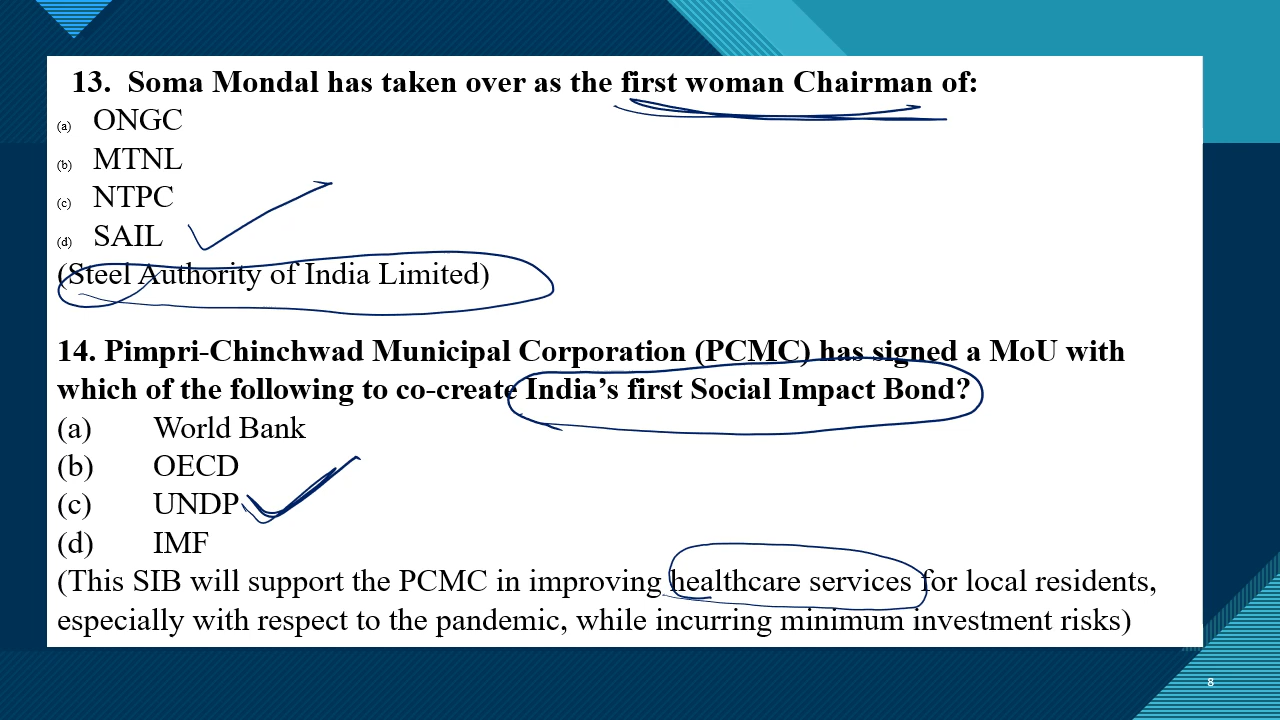 13. Soma Mondal has taken over as the first woman Chairman of:
(a) ONGC
(b) MTNL
(c) NTPC
(d) SAIL
(Steel Authority of India Limited)
14. Pimpri-Chinchwad Municipal Corporation (PCMC) has signed a MoU with
which of the following to co-create India's first Social Impact Bond?
(a) World Bank
(b) OECD
(c) UNDP
(d) IMF
(This SIB will support the PCMC in improving healthcare services for local residents,
especially with respect to the pandemic, while incurring minimum investment risks)
8